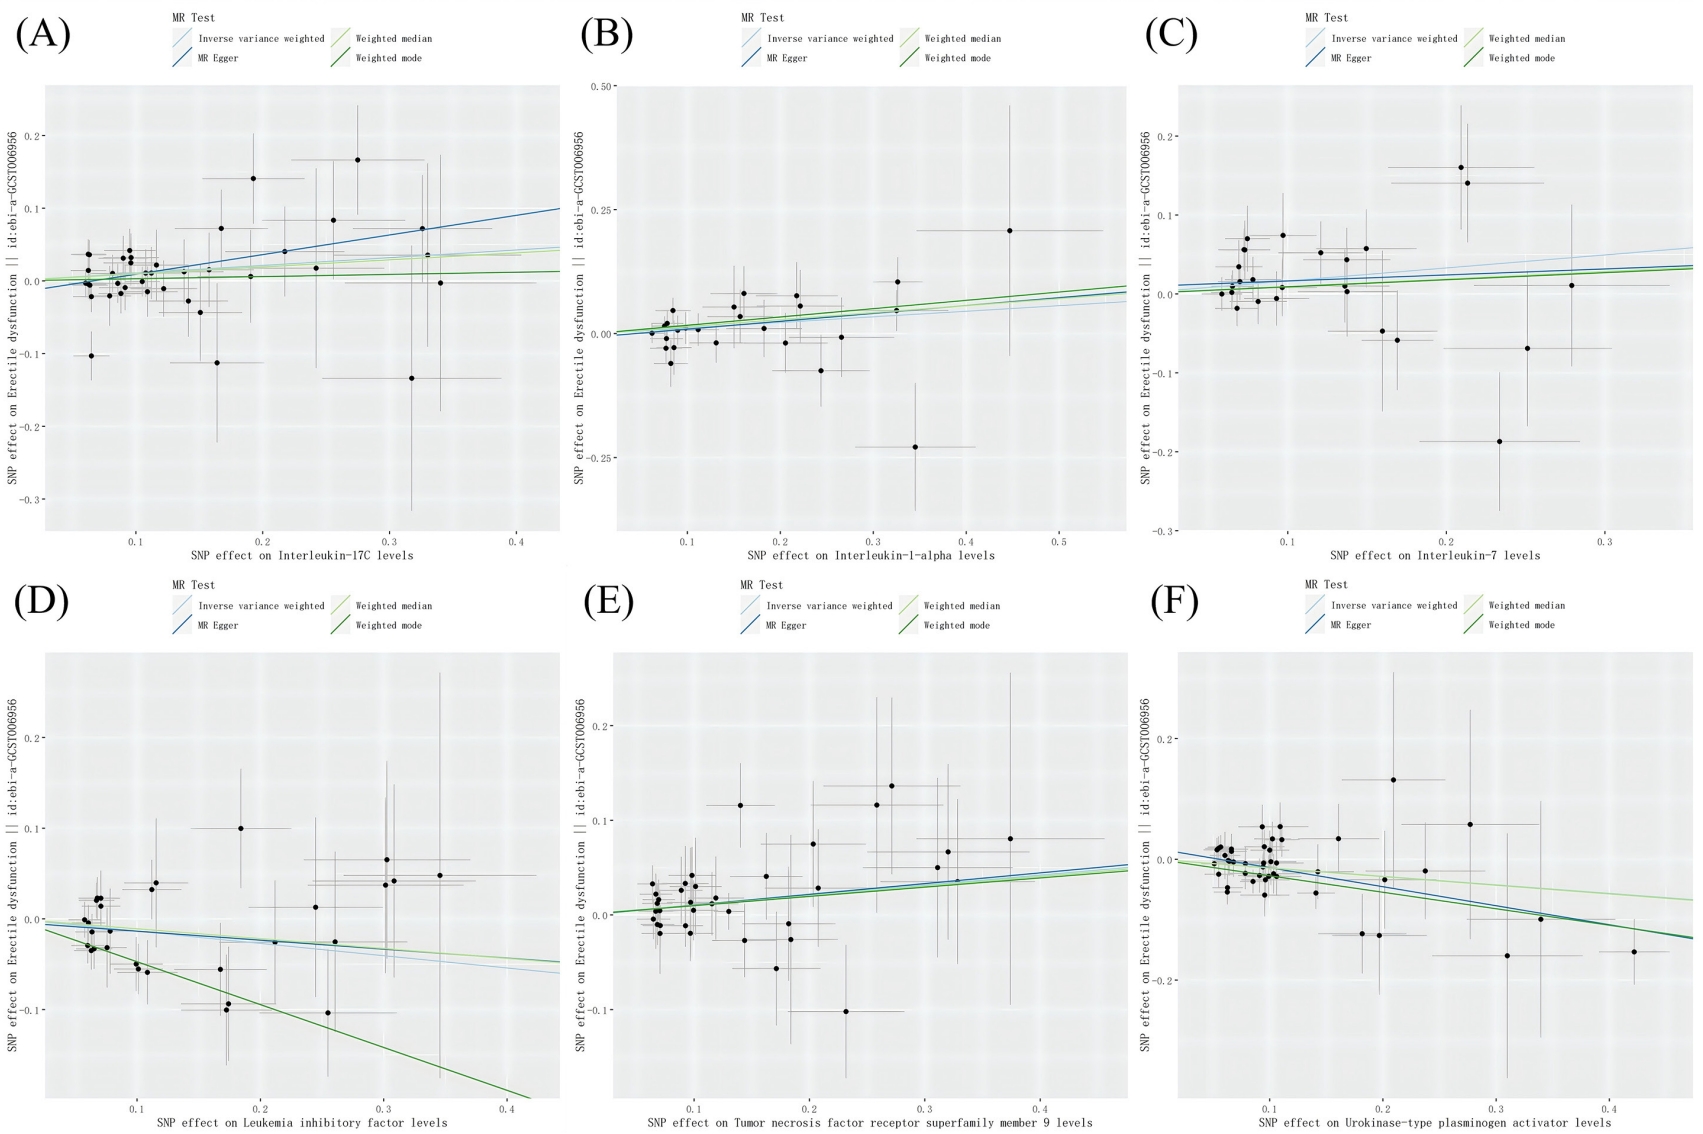 (A)
MR Test
Inverse variance weighted
Weighted median
MR Egger
Weighted mode
SNP effect on Erectile dysfunction || id:ebi-a-GCST006956
0.2
0.1
0.0
-0.1
-0.2
-0.3
0.1
0.2
0.3
0.4
SNP effect on Interleukin-17C levels
(B)
MR Test
Inverse variance weighted
Weighted median
MR Egger
Weighted mode
SNP effect on Erectile dysfunction || id:ebi-a-GCST006956
0.50
0.25
0.00
-0.25
0.1
0.2
0.3
0.4
0.5
SNP effect on Interleukin-1-alpha levels
(C)
MR Test
Inverse variance weighted
Weighted median
MR Egger
Weighted mode
SNP effect on Erectile dysfunction || id:ebi-a-GCST006956
0.2
0.1
0.0
-0.1
-0.2
-0.3
0.1
0.2
0.3
SNP effect on Interleukin-7 levels
(D)
MR Test
Inverse variance weighted
Weighted median
MR Egger
Weighted mode
SNP effect on Erectile dysfunction || id:ebi-a-GCST006956
0.2
0.1
0.0
-0.1
0.1
0.2
0.3
0.4
SNP effect on Leukemia inhibitory factor levels
(E)
MR Test
Inverse variance weighted
Weighted median
MR Egger
Weighted mode
SNP effect on Erectile dysfunction || id:ebi-a-GCST006956
0.2
0.1
0.0
-0.1
0.1
0.2
0.3
0.4
SNP effect on Tumor necrosis factor receptor superfamily member 9 levels
(F)
MR Test
Inverse variance weighted
Weighted median
MR Egger
Weighted mode
SNP effect on Erectile dysfunction || id:ebi-a-GCST006956
0.2
0.0
-0.2
0.1
0.2
0.3
0.4
SNP effect on Urokinase-type plasminogen activator levels